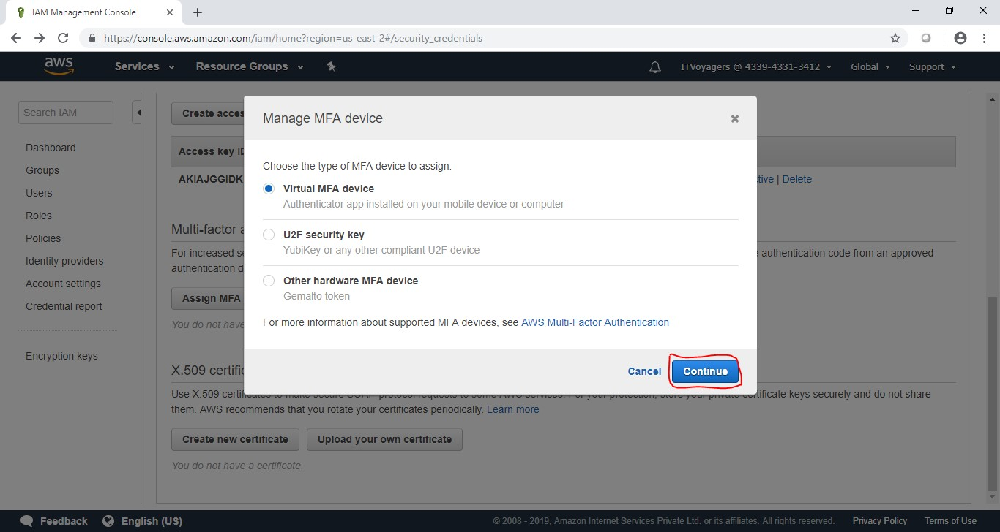 IAM Management Console
https://console.aws.amazon.com/iam/home?region=us-east-2#/security_credentials
aws Services Resource Groups ITVoyagers @ 4339-4331-3412 Global Support
Search IAM
Dashboard
Groups
Users
Roles
Policies
Identity providers
Account settings
Credential report
Encryption keys
Create acces
Access key ID
AKIAJGGIDK
ctive | Delete
Multi-factor a
For increased se
e authentication code from an approved
authentication d
Assign MFA
You do not have
Manage MFA device
Choose the type of MFA device to assign:
Virtual MFA device
Authenticator app installed on your mobile device or computer
U2F security key
YubiKey or any other compliant U2F device
Other hardware MFA device
Gemalto token
For more information about supported MFA devices, see AWS Multi-Factor Authentication
Cancel Continue
X.509 certific
Use X.509 certificates to make secure SOAP-protocol requests to some AWS services. For your protection, store your private certificate keys securely and do not share
them. AWS recommends that you rotate your certificates periodically. Learn more
Create new certificate Upload your own certificate
You do not have a certificate.
Feedback English (US) © 2008 - 2019, Amazon Internet Services Private Ltd. or its affiliates. All rights reserved. Privacy Policy Terms of Use